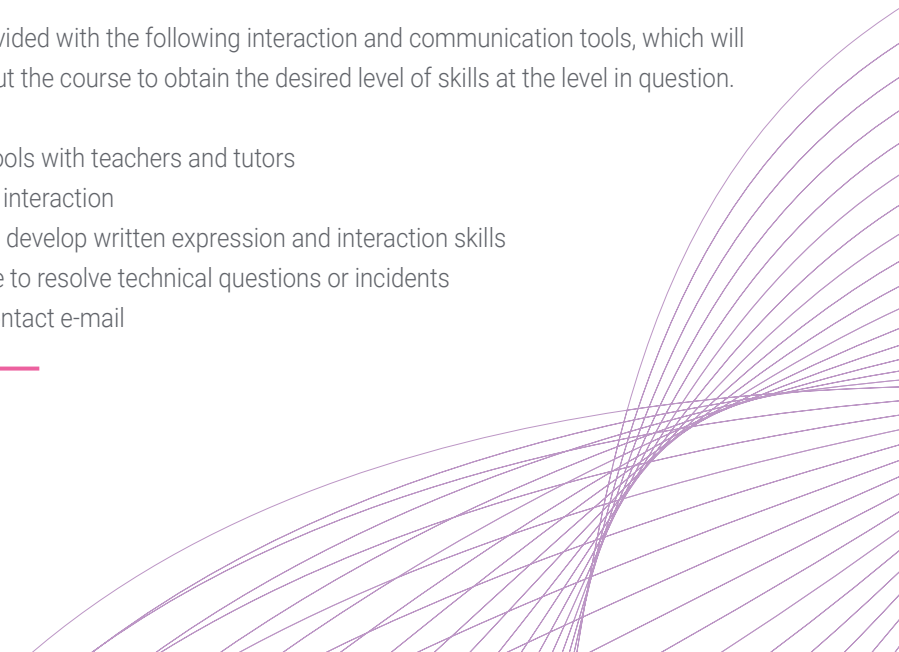 vided with the following interaction and communication tools, which will
ut the course to obtain the desired level of skills at the level in question.
ools with teachers and tutors
interaction
develop written expression and interaction skills
e to resolve technical questions or incidents
ntact e-mail